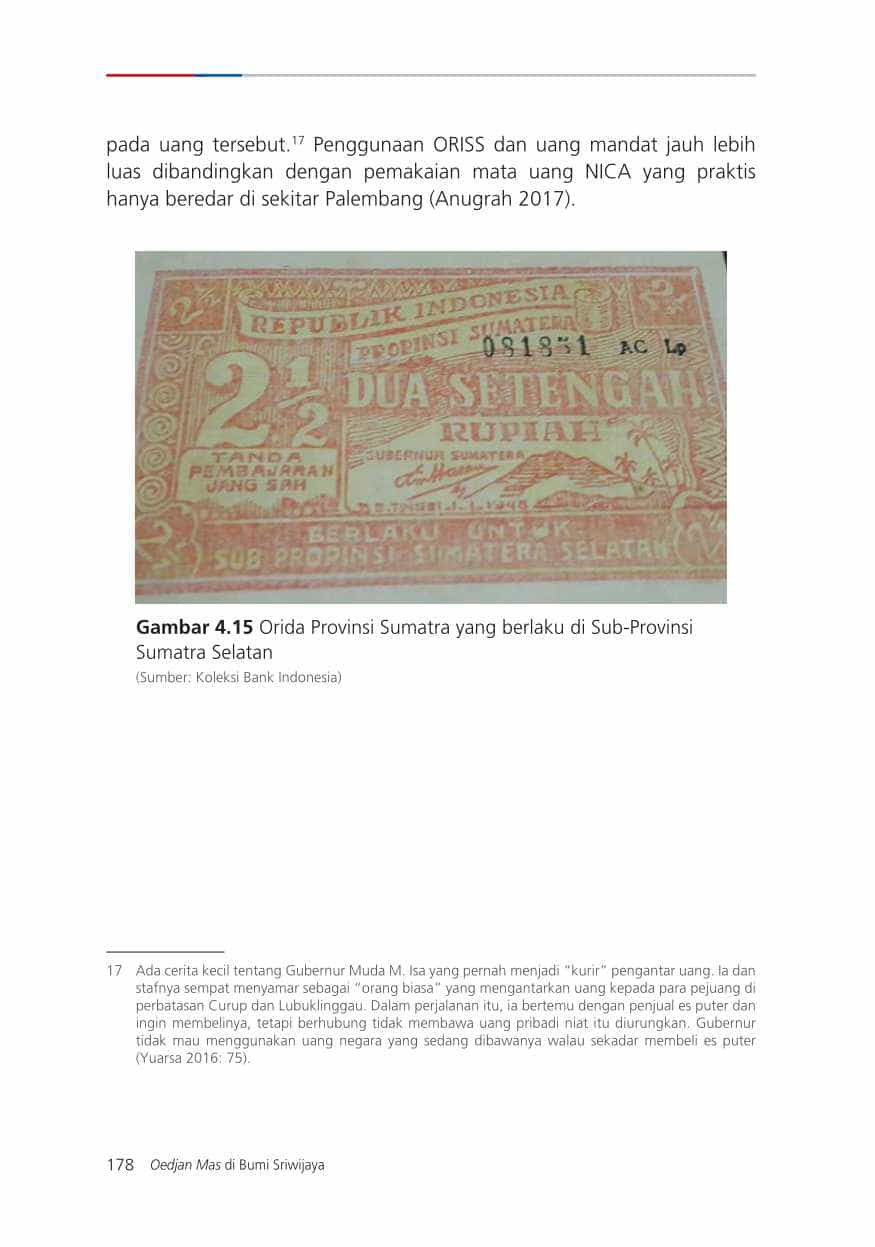 pada uang tersebut.17 Penggunaan ORISS dan uang mandat jauh lebih
luas dibandingkan dengan pemakaian mata uang NICA yang praktis
hanya beredar di sekitar Palembang (Anugrah 2017).
2½
2½
REPUBLIK INDONESIA
PROPINSI SUMATERA
081831 AC Lp
2½ DUA SETENGAH
RUPIAH
TANDA
PEMBAJARAN
JANG SAH
GUBERNUR SUMATERA
BERLAKU UNTUK
SUB PROPINSI SUMATERA SELATAN
Gambar 4.15 Orida Provinsi Sumatra yang berlaku di Sub-Provinsi
Sumatra Selatan
(Sumber: Koleksi Bank Indonesia)
17 Ada cerita kecil tentang Gubernur Muda M. Isa yang pernah menjadi “kurir” pengantar uang. Ia dan
stafnya sempat menyamar sebagai “orang biasa” yang mengantarkan uang kepada para pejuang di
perbatasan Curup dan Lubuklinggau. Dalam perjalanan itu, ia bertemu dengan penjual es puter dan
ingin membelinya, tetapi berhubung tidak membawa uang pribadi niat itu diurungkan. Gubernur
tidak mau menggunakan uang negara yang sedang dibawanya walau sekadar membeli es puter
(Yuarsa 2016: 75).
178 Oedjan Mas di Bumi Sriwijaya